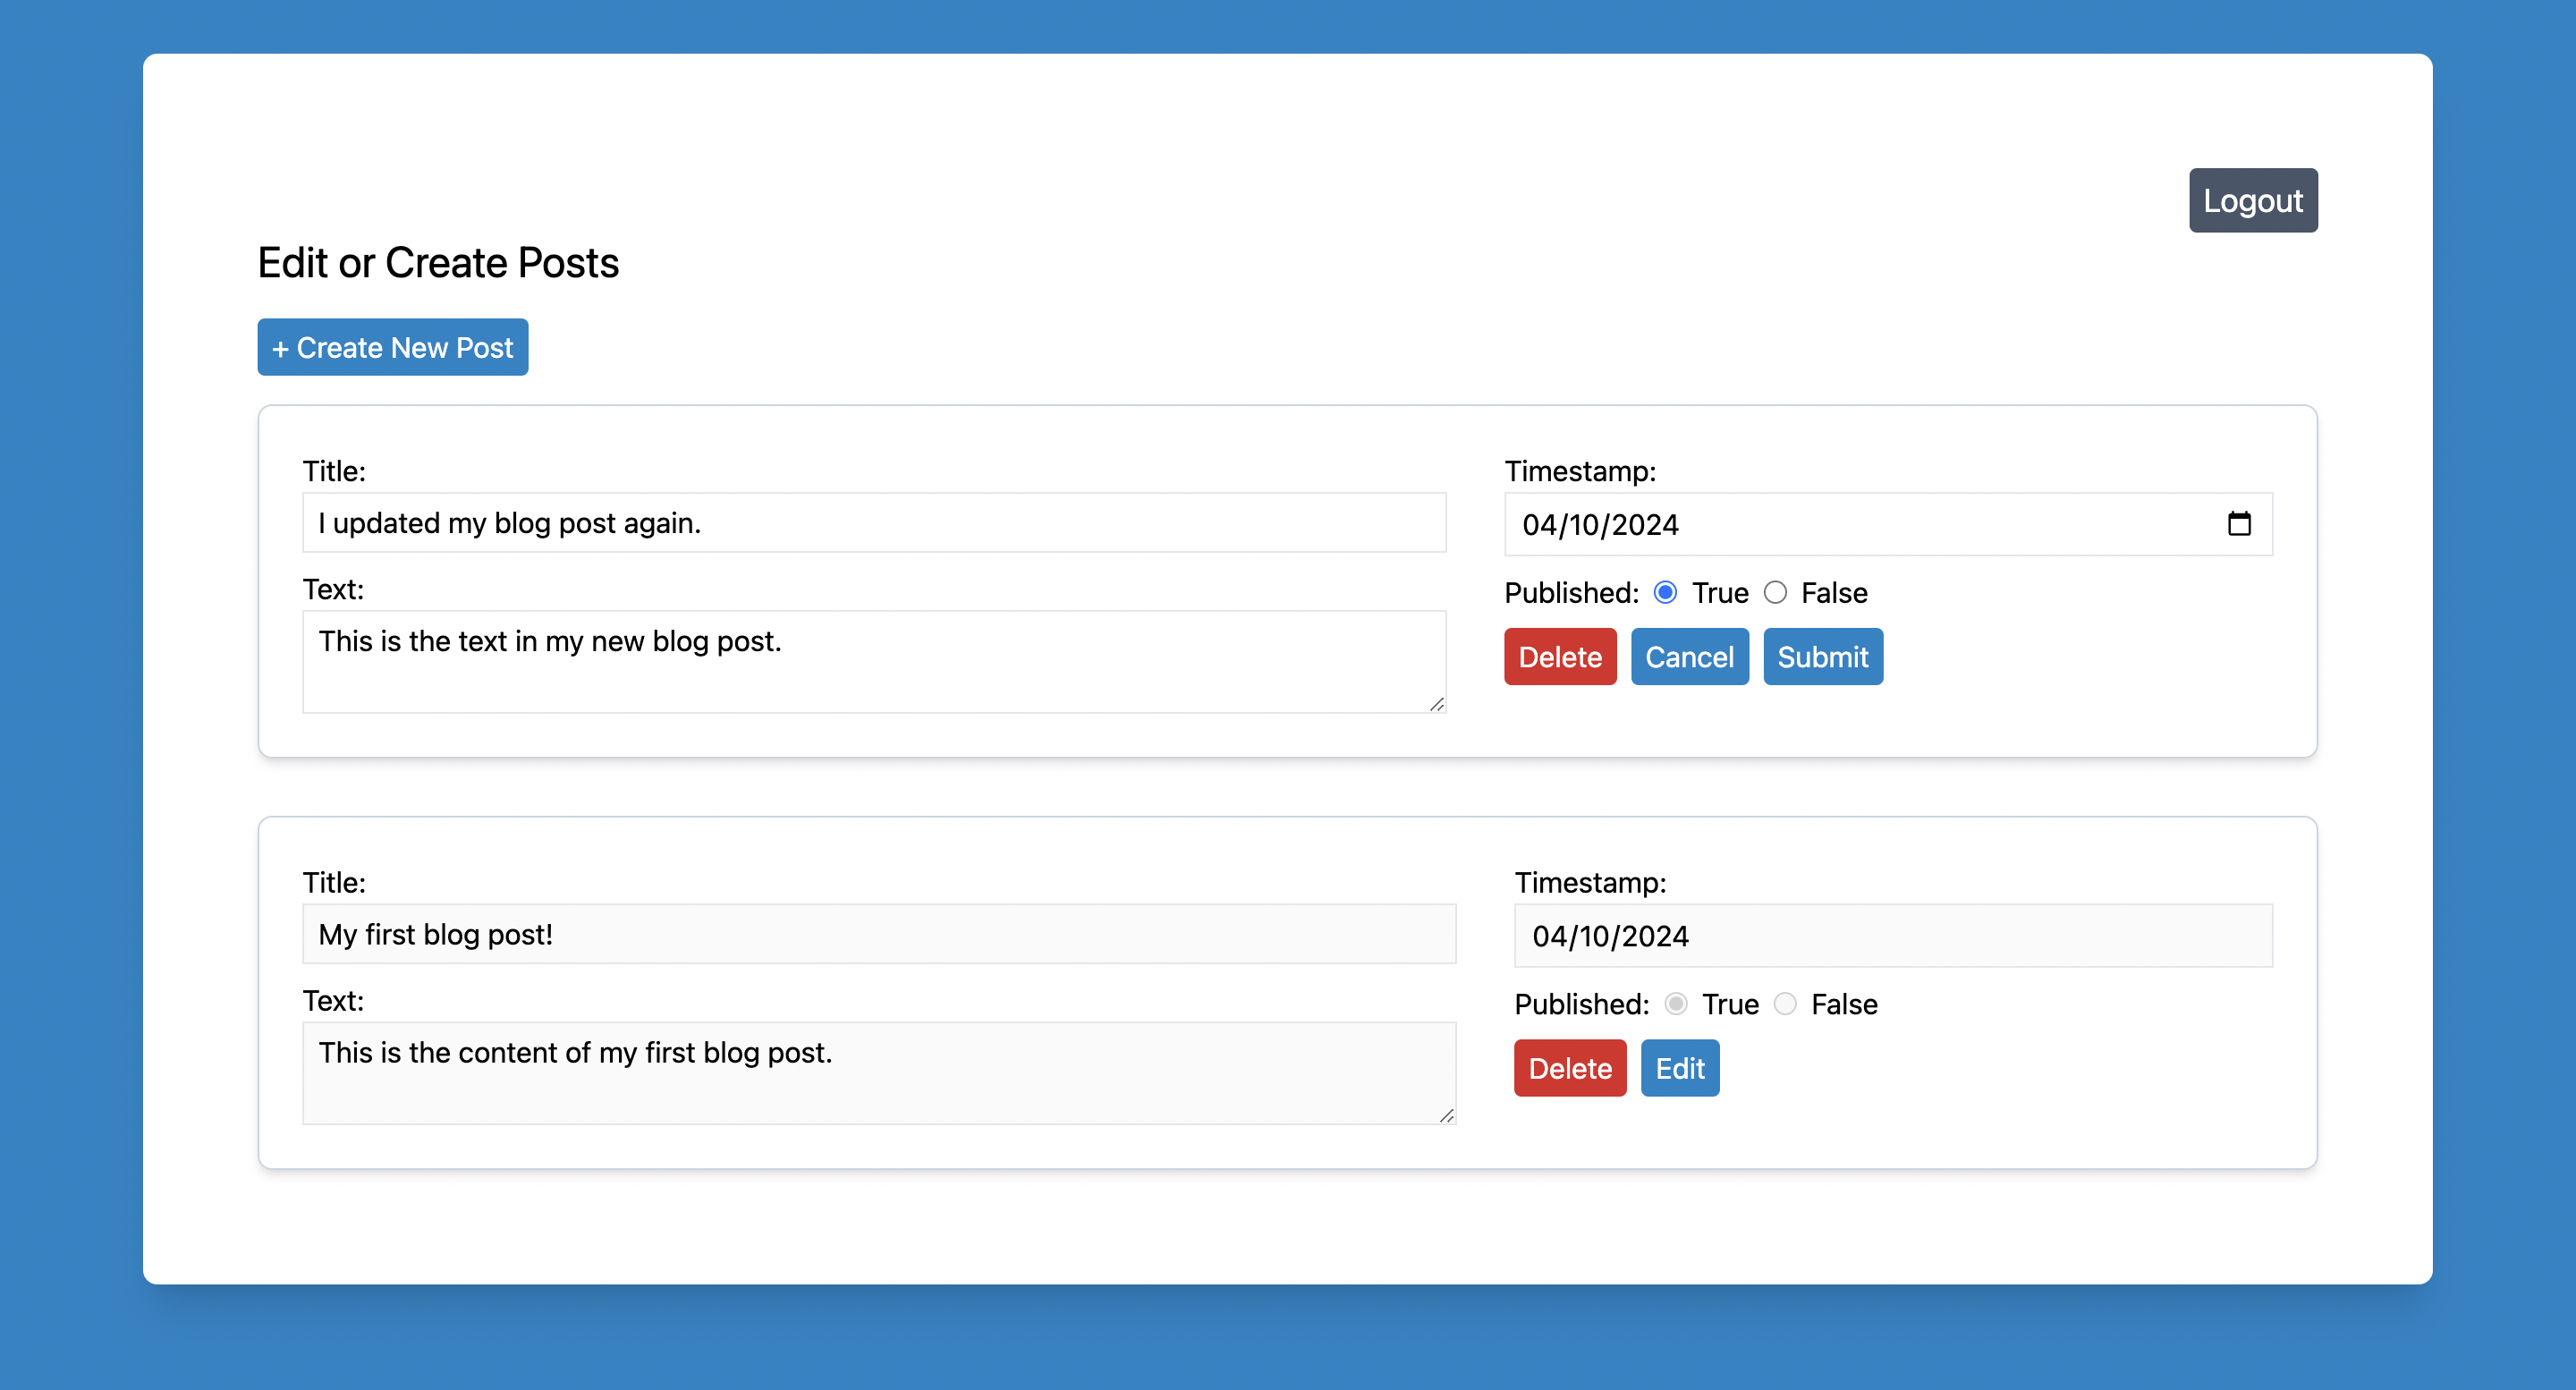 Logout
Edit or Create Posts
+ Create New Post
Title:
I updated my blog post again.
Text:
This is the text in my new blog post.
Timestamp:
04/10/2024
Published: True False
Delete Cancel Submit
Title:
My first blog post!
Text:
This is the content of my first blog post.
Timestamp:
04/10/2024
Published: True False
Delete Edit